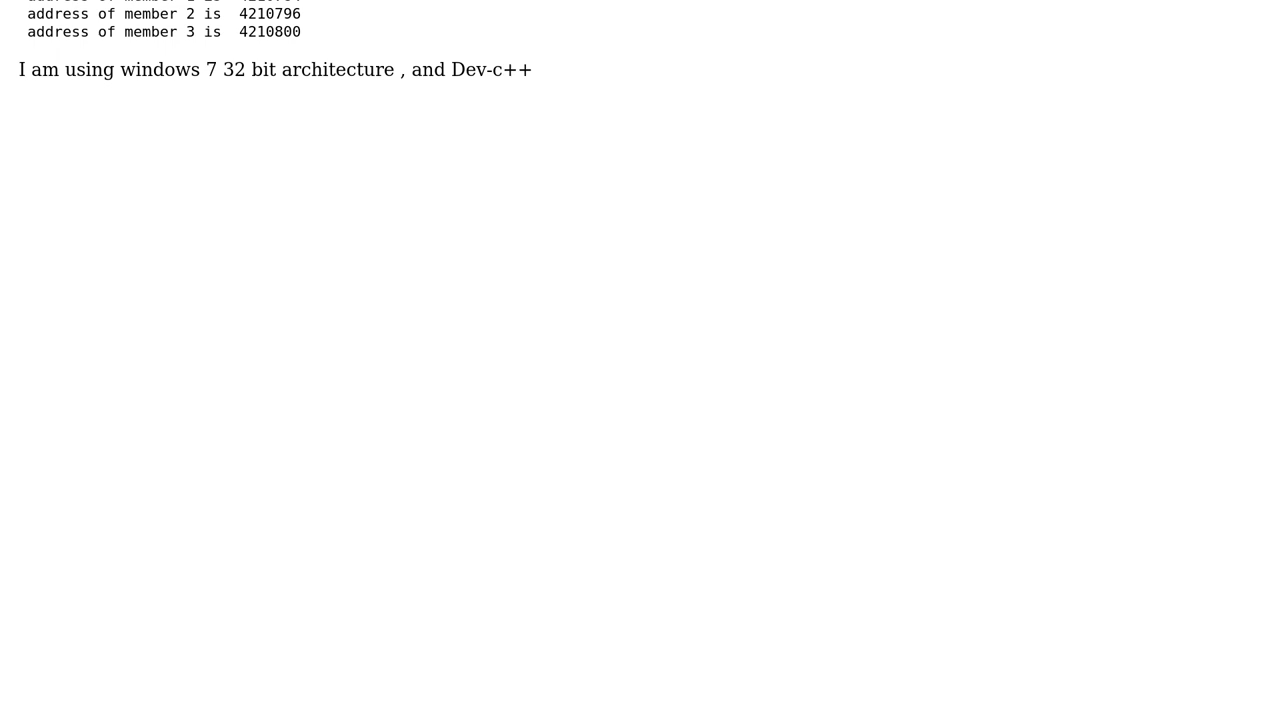 address of member 2 is  4210796
address of member 3 is  4210800
I am using windows 7 32 bit architecture , and Dev-c++